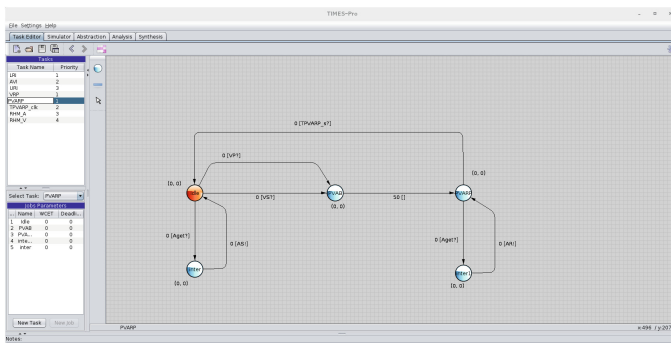 TIMES-Pro
File Settings Help
Task Editor Simulator Abstraction Analysis Synthesis
Tasks
Task Name Priority
LRI 1
AVI 2
URI 3
VRP 1
PVARP 1
TPVARP_clk 2
RHM_A 3
RHM_V 4
Select Task: PVARP
Jobs Parameters
... Name WCET Deadli...
1 Idle 0 0
2 PVAB 0 0
3 PVA... 0 0
4 inte... 0 0
5 inter 0 0
New Task New Job
0 [TPVARP_s?]
0 [VP?]
(0, 0)
(0, 0)
Idle
0 [VS?]
PVAB
50 []
PVARP
(0, 0)
0 [Aget?]
0 [AS!]
0 [Aget?]
0 [AR!]
inter
inter1
(0, 0)
(0, 0)
PVARP
x:496 / y:207
Notes: